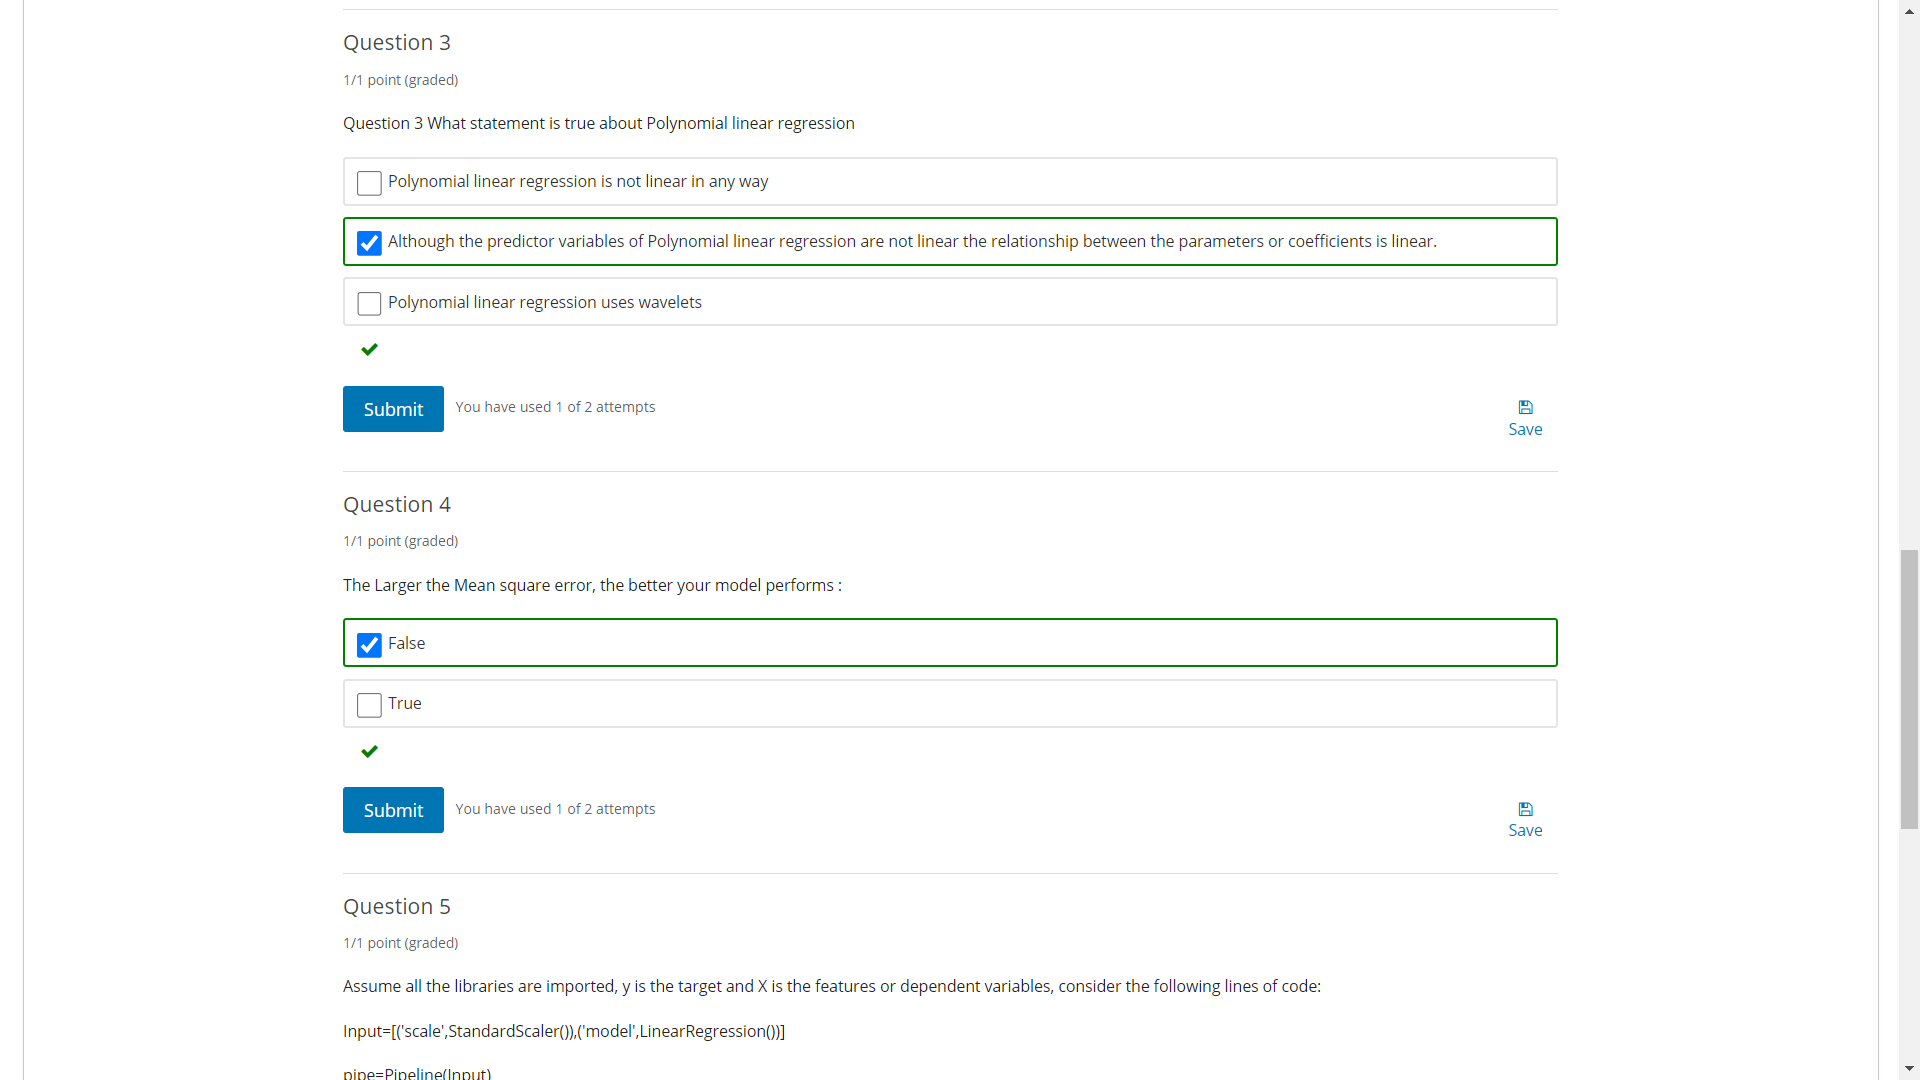 Question 3
1/1 point (graded)
Question 3 What statement is true about Polynomial linear regression
Polynomial linear regression is not linear in any way
Although the predictor variables of Polynomial linear regression are not linear the relationship between the parameters or coefficients is linear.
Polynomial linear regression uses wavelets
Submit
You have used 1 of 2 attempts
Save
Question 4
1/1 point (graded)
The Larger the Mean square error, the better your model performs :
False
True
Submit
You have used 1 of 2 attempts
Save
Question 5
1/1 point (graded)
Assume all the libraries are imported, y is the target and X is the features or dependent variables, consider the following lines of code:
Input=[('scale',StandardScaler()),('model',LinearRegression())]
pipe=Pipeline(Input)